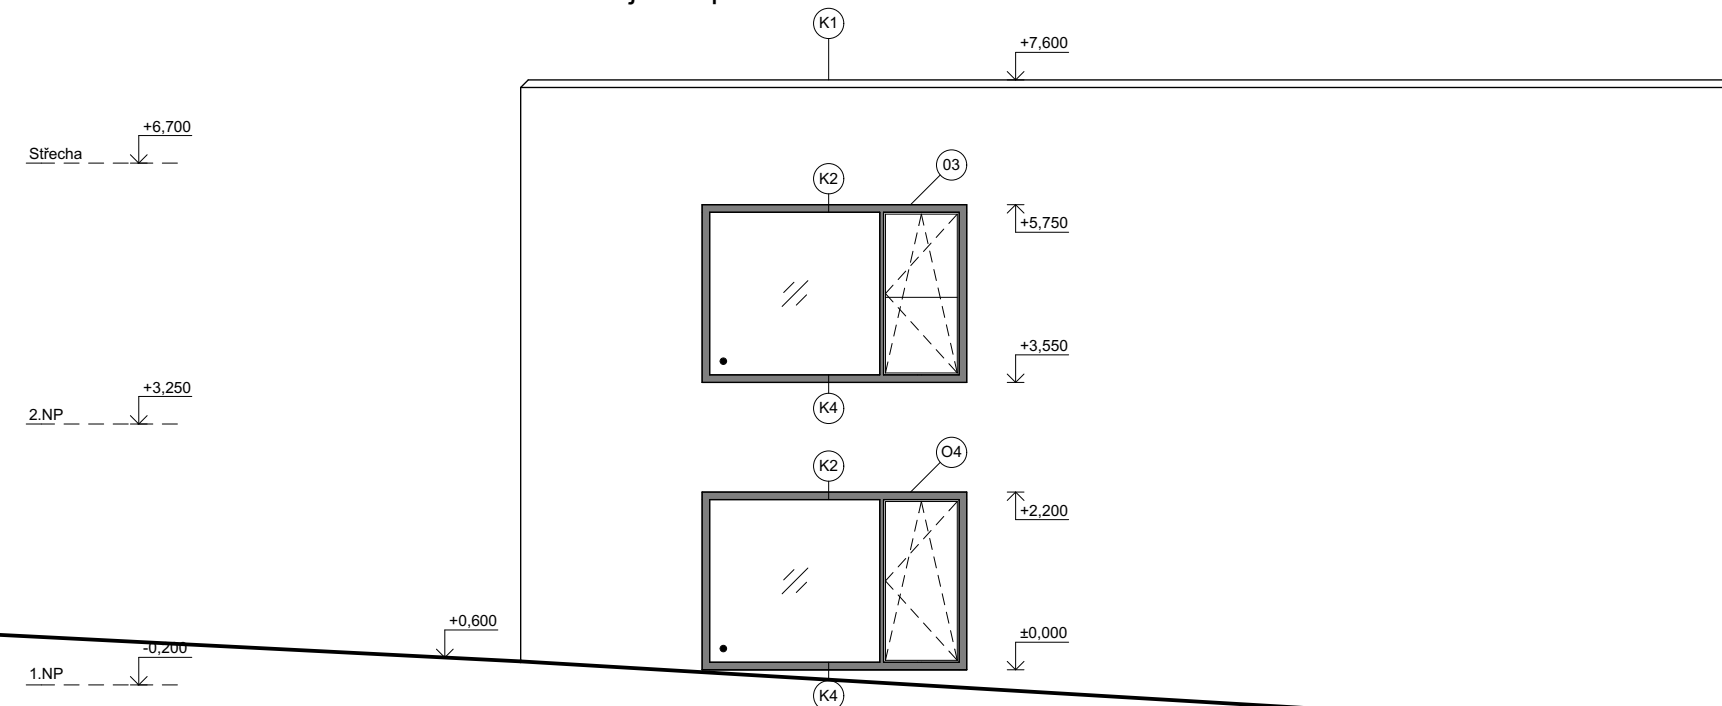 K1
+7,600
+6,700
Střecha
03
K2
+5,750
+3,550
+3,250
2.NP
K4
O4
K2
+2,200
+0,600
±0,000
-0,200
1.NP
K4